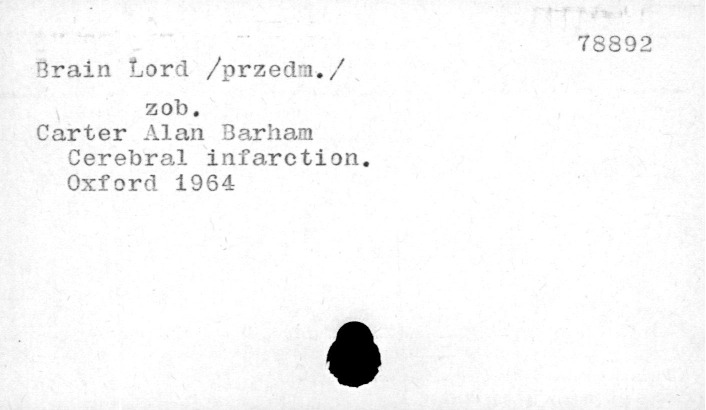 78892
Brain Lord /przedm./
zob.
Carter Alan Barham
Cerebral infarction.
Oxford 1964